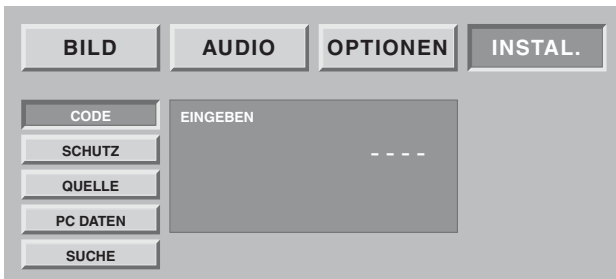 BILD AUDIO OPTIONEN INSTAL.
CODE EINGEBEN
SCHUTZ - - - -
QUELLE
PC DATEN
SUCHE